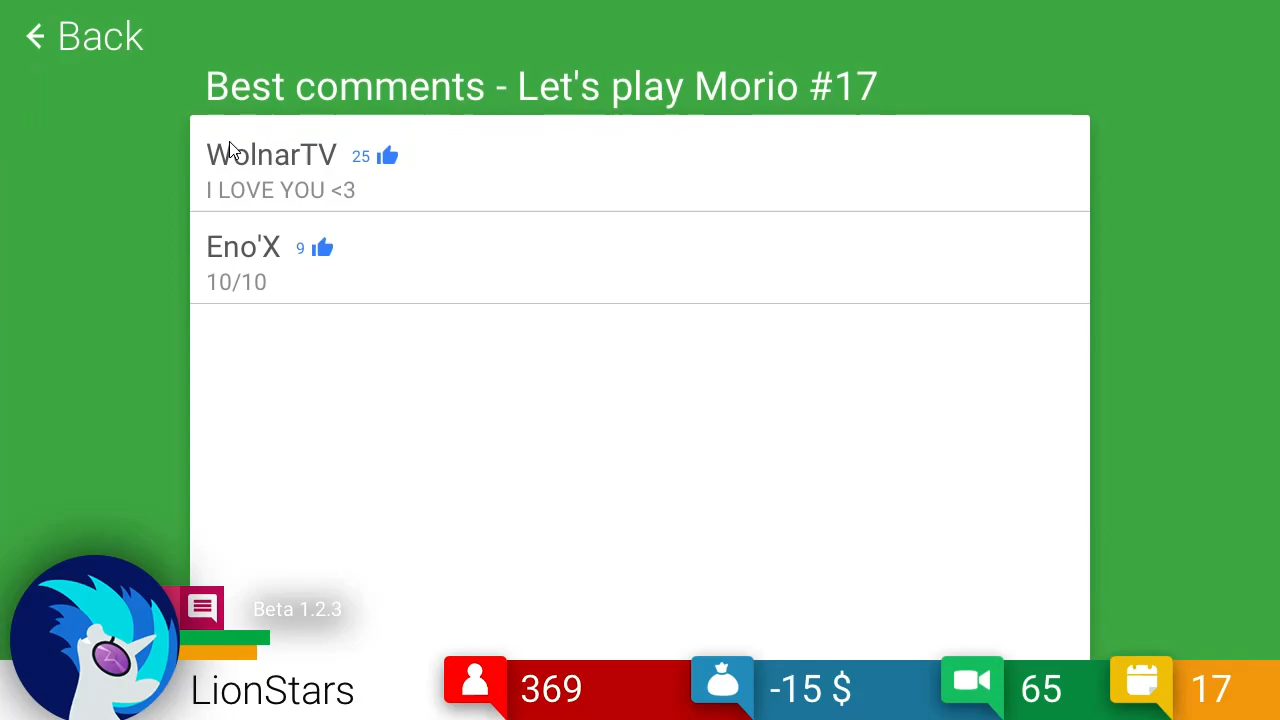 Back
Best comments - Let's play Morio #17
WolnarTV 25
I LOVE YOU <3
Eno'X 9
10/10
Beta 1.2.3
LionStars 369 -15 $ 65 17